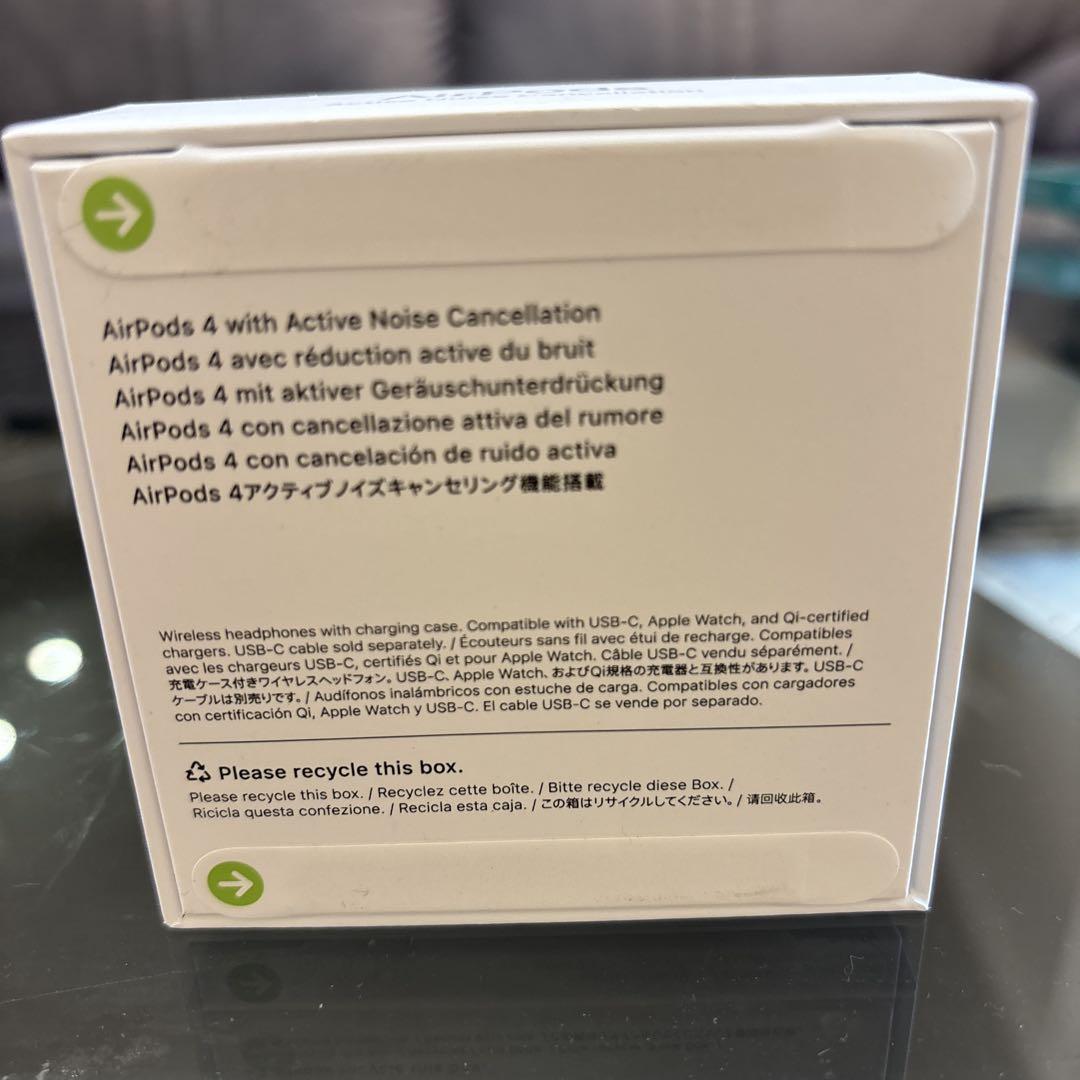 AirPods
Active Noise Cancellation
AirPods 4 with Active Noise Cancellation
AirPods 4 avec réduction active du bruit
AirPods 4 mit aktiver Geräuschunterdrückung
AirPods 4 con cancellazione attiva del rumore
AirPods 4 con cancelación de ruido activa
AirPods 4アクティブノイズキャンセリング機能搭載
Wireless headphones with charging case. Compatible with USB-C, Apple Watch, and Qi-certified
chargers. USB-C cable sold separately. / Écouteurs sans fil avec étui de recharge. Compatibles
avec les chargeurs USB-C, certifiés Qi et pour Apple Watch. Câble USB-C vendu séparément. /
充電ケース付きワイヤレスヘッドフォン。USB-C、Apple Watch、およびQi規格の充電器と互換性があります。USB-C
ケーブルは別売りです。/ Audífonos inalámbricos con estuche de carga. Compatibles con cargadores
con certificación Qi, Apple Watch y USB-C. El cable USB-C se vende por separado.
Please recycle this box.
Please recycle this box. / Recyclez cette boîte. / Bitte recycle diese Box. /
Ricicla questa confezione. / Recicla esta caja. / この箱はリサイクルしてください。/ 请回收此箱。